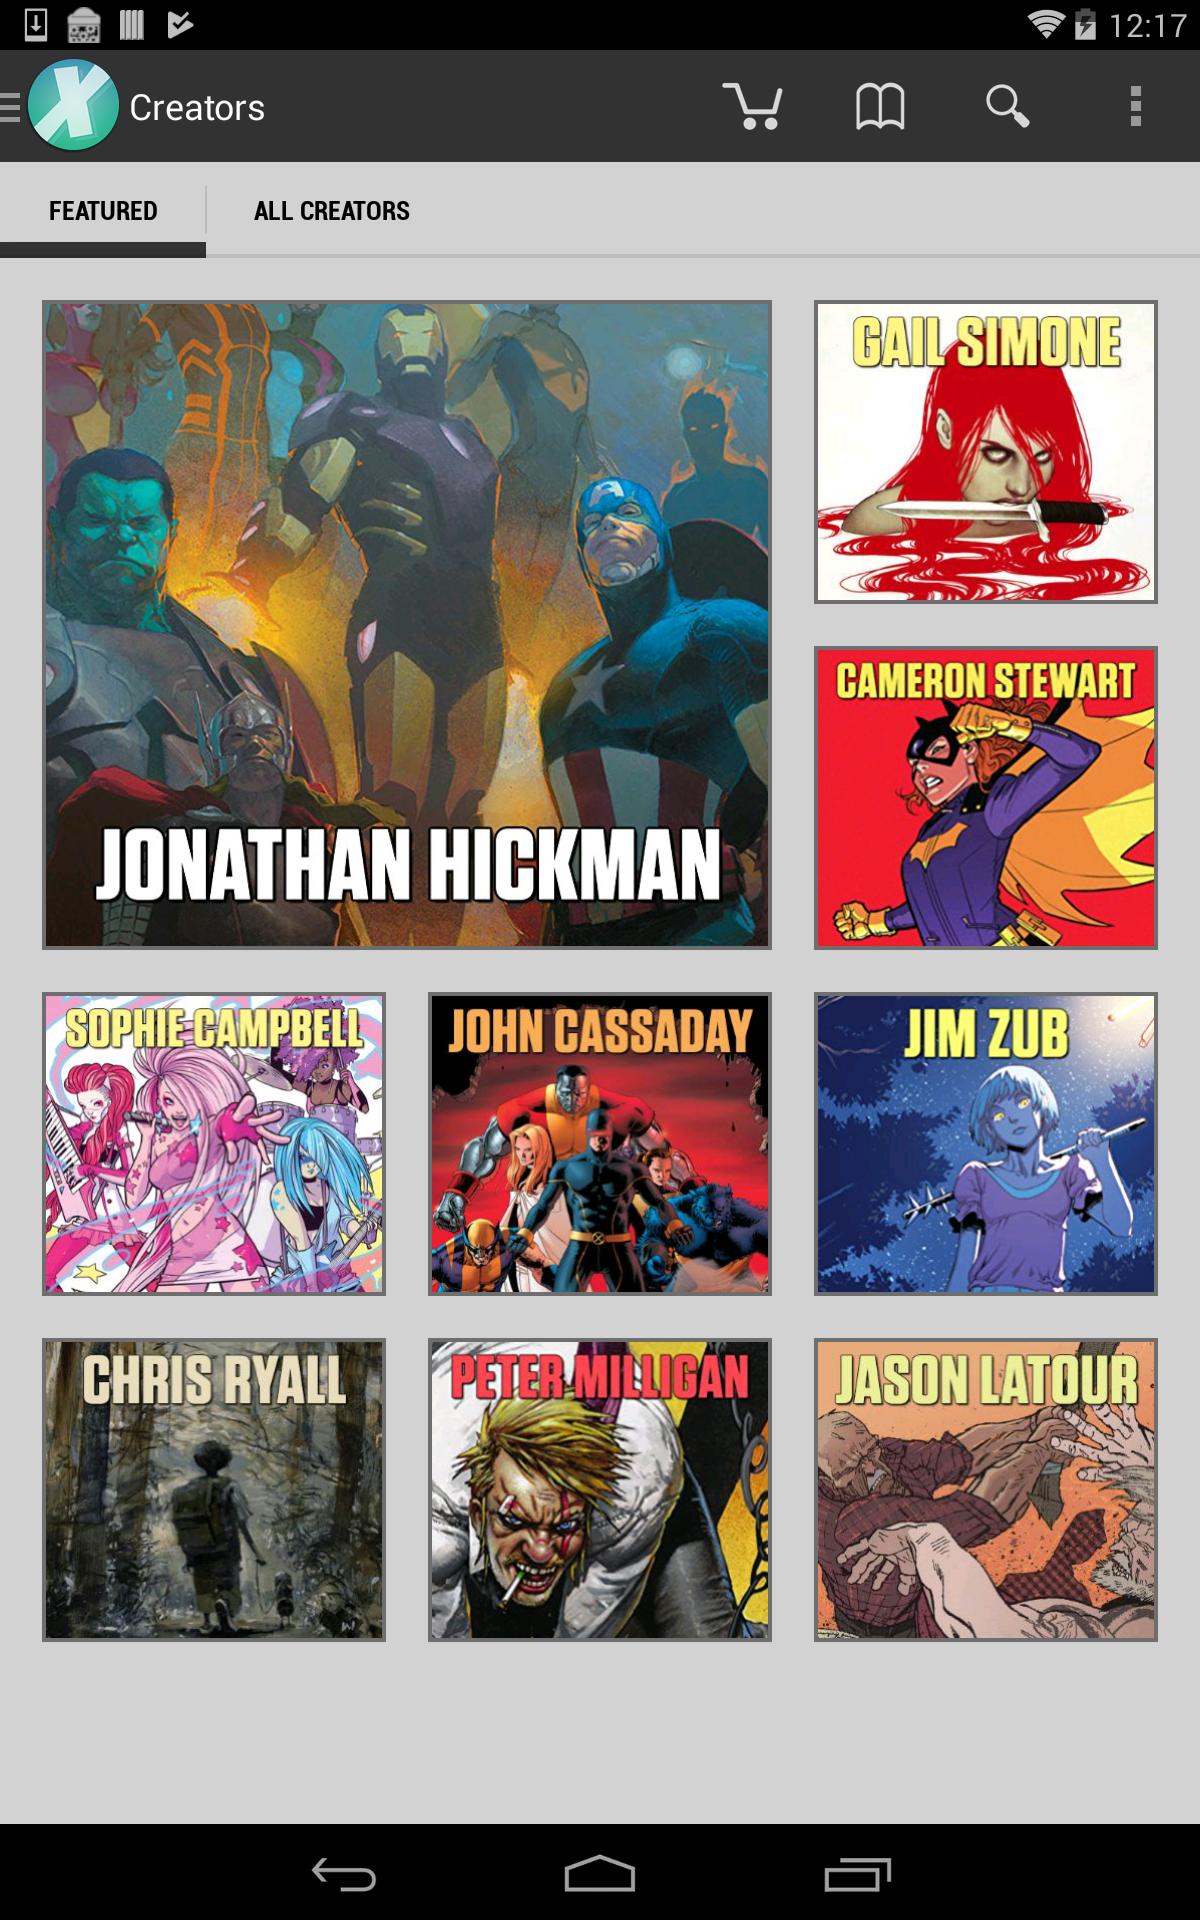 12:17
Creators
FEATURED
ALL CREATORS
JONATHAN HICKMAN
GAIL SIMONE
CAMERON STEWART
SOPHIE CAMPBELL
JOHN CASSADAY
JIM ZUB
CHRIS RYALL
PETER MILLIGAN
JASON LATOUR